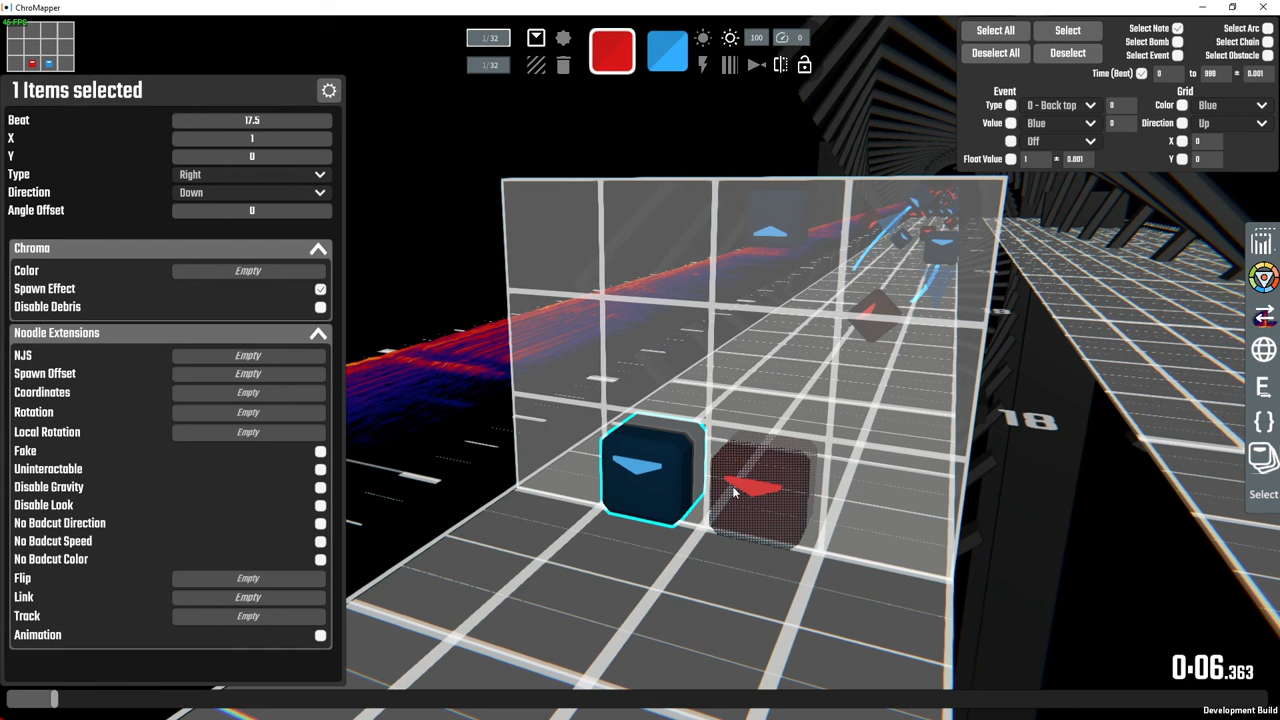 ChroMapper
45 FPS
1/32
1/32
100
0
Select All
Select
Deselect All
Deselect
Select Note
Select Arc
Select Bomb
Select Chain
Select Event
Select Obstacle
Time (Beat) 0 to 999 ± 0.001
Event
Grid
Type 0 - Back top 0
Color Blue
Value Blue 0
Direction Up
Off
X 0
Float Value 1 ± 0.001
Y 0
1 Items selected
Beat 17.5
X 1
Y 0
Type Right
Direction Down
Angle Offset 0
Chroma
Color Empty
Spawn Effect
Disable Debris
Noodle Extensions
NJS Empty
Spawn Offset Empty
Coordinates Empty
Rotation Empty
Local Rotation Empty
Fake
Uninteractable
Disable Gravity
Disable Look
No Badcut Direction
No Badcut Speed
No Badcut Color
Flip Empty
Link Empty
Track Empty
Animation
18
E
{ }
Select
0:06.363
Development Build